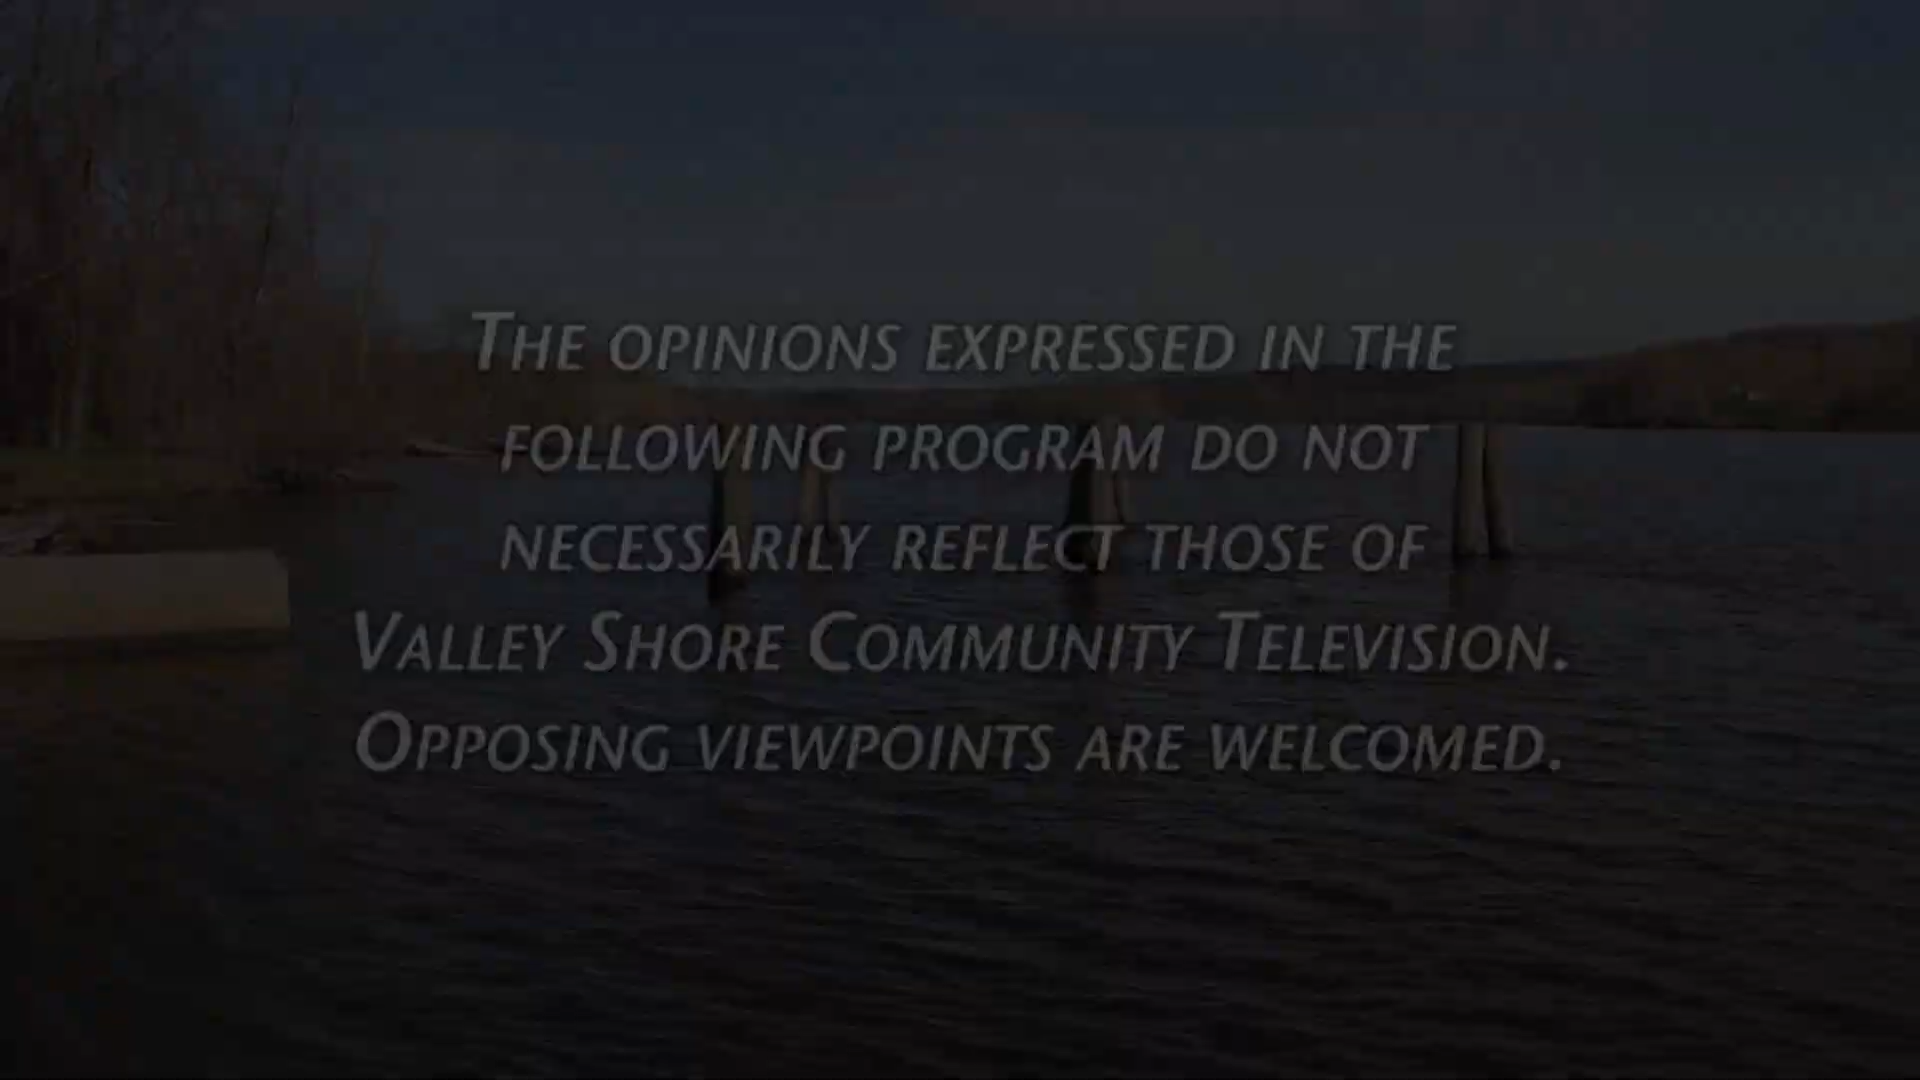 The opinions expressed in the
following program do not
necessarily reflect those of
Valley Shore Community Television.
Opposing viewpoints are welcomed.